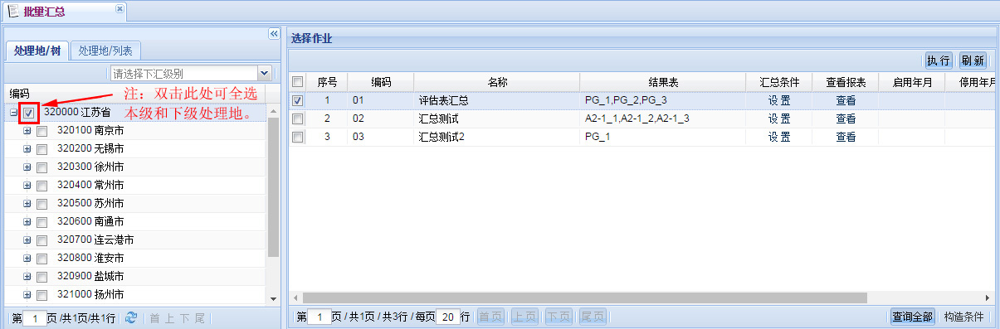 批量汇总
处理地/树 处理地/列表
请选择下汇级别
编码
注：双击此处可全选
本级和下级处理地。
320000 江苏省
320100 南京市
320200 无锡市
320300 徐州市
320400 常州市
320500 苏州市
320600 南通市
320700 连云港市
320800 淮安市
320900 盐城市
321000 扬州市
第 1 页 /共1页/共1行 首 上 下 尾
选择作业
执 行 刷 新
序号 编码 名称 结果表 汇总条件 查看报表 启用年月 停用年月
1 01 评估表汇总 PG_1,PG_2,PG_3 设 置 查看
2 02 汇总测试 A2-1_1,A2-1_2,A2-1_3 设 置 查看
3 03 汇总测试2 PG_1 设 置 查看
第 1 页 / 共1页 / 共3行 / 每页 20 行 首 页 上 页 下 页 尾 页 查询全部 构造条件